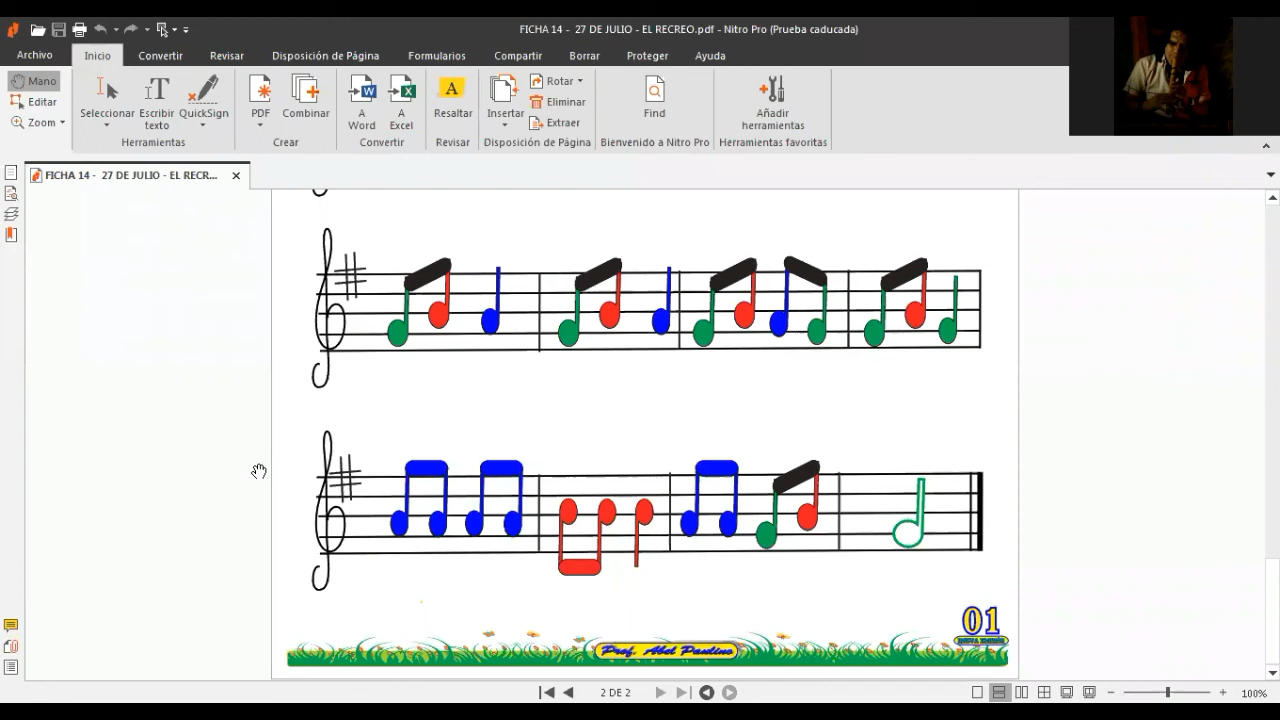 FICHA 14 - 27 DE JULIO - EL RECREO.pdf - Nitro Pro (Prueba caducada)
Archivo Inicio Convertir Revisar Disposición de Página Formularios Compartir Borrar Proteger Ayuda
Mano
Editar
Zoom
Seleccionar
Escribir texto
QuickSign
Herramientas
PDF
Combinar
Crear
A Word
A Excel
Convertir
Resaltar
Revisar
Insertar
Rotar
Eliminar
Extraer
Disposición de Página
Find
Bienvenido a Nitro Pro
Añadir herramientas
Herramientas favoritas
FICHA 14 - 27 DE JULIO - EL RECR...
01
Prof. Abel Paulino
2 DE 2
100%